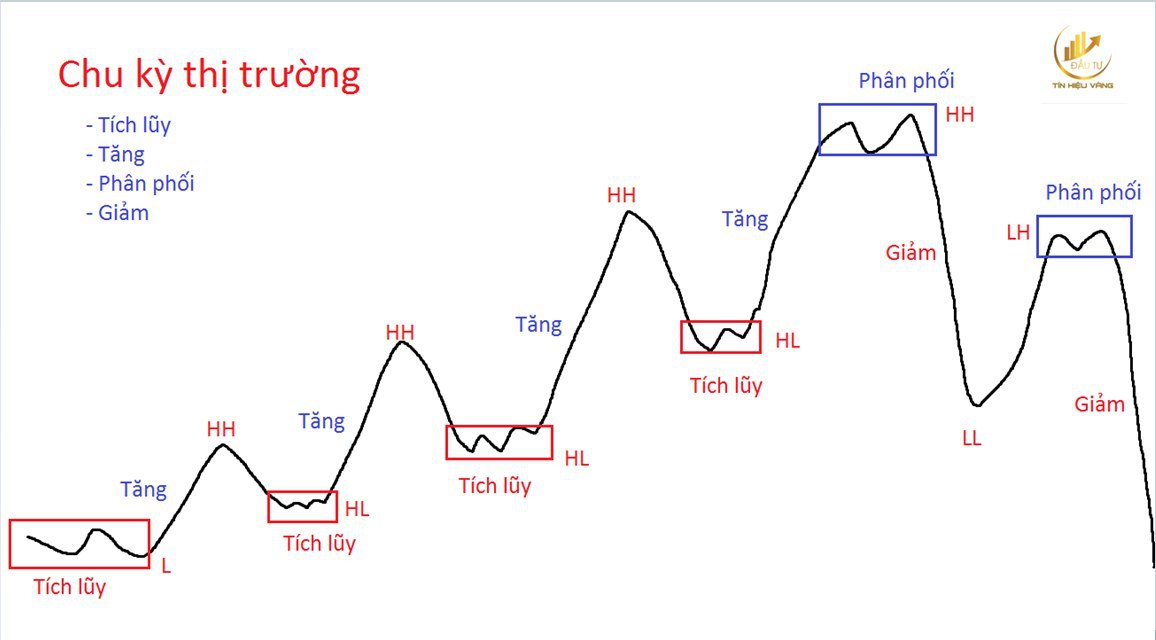 Chu kỳ thị trường
- Tích lũy
- Tăng
- Phân phối
- Giảm
ĐẦU TƯ
TÍN HIỆU VÀNG
Phân phối
HH
Phân phối
LH
HH
Tăng
Giảm
HH
Tăng
HL
Tích lũy
Giảm
LL
HH
Tăng
HL
Tích lũy
Tăng
HL
Tích lũy
L
Tích lũy